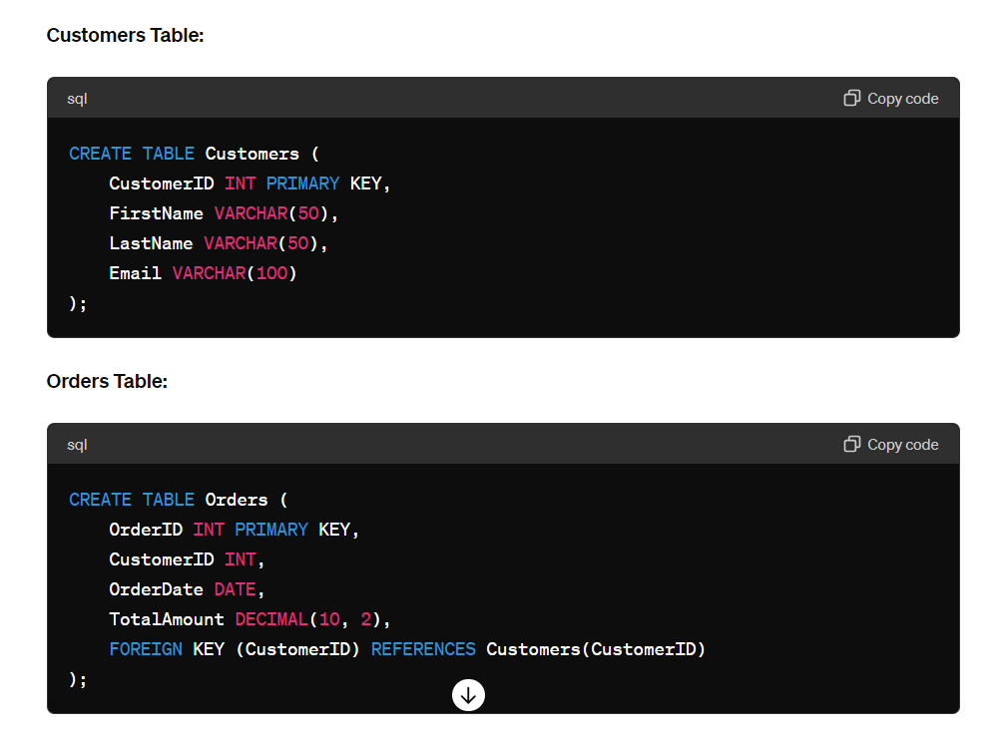 Customers Table:
sql Copy code
CREATE TABLE Customers (
    CustomerID INT PRIMARY KEY,
    FirstName VARCHAR(50),
    LastName VARCHAR(50),
    Email VARCHAR(100)
);
Orders Table:
sql Copy code
CREATE TABLE Orders (
    OrderID INT PRIMARY KEY,
    CustomerID INT,
    OrderDate DATE,
    TotalAmount DECIMAL(10, 2),
    FOREIGN KEY (CustomerID) REFERENCES Customers(CustomerID)
);